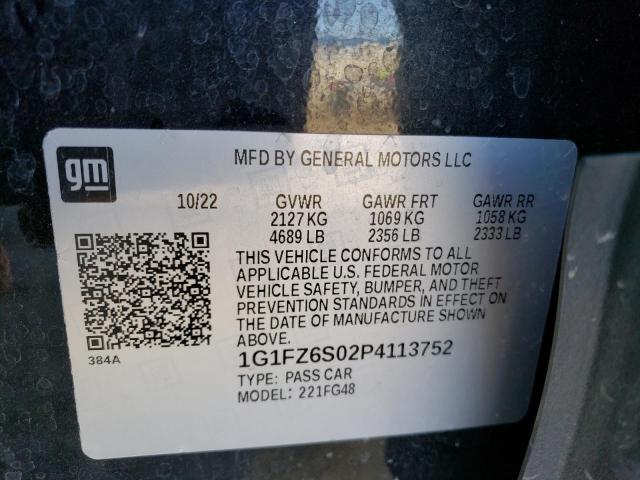 gm
MFD BY GENERAL MOTORS LLC
10/22 GVWR GAWR FRT GAWR RR
2127 KG 1069 KG 1058 KG
4689 LB 2356 LB 2333 LB
THIS VEHICLE CONFORMS TO ALL
APPLICABLE U.S. FEDERAL MOTOR
VEHICLE SAFETY, BUMPER, AND THEFT
PREVENTION STANDARDS IN EFFECT ON
THE DATE OF MANUFACTURE SHOWN
ABOVE.
384A
1G1FZ6S02P4113752
TYPE: PASS CAR
MODEL: 221FG48